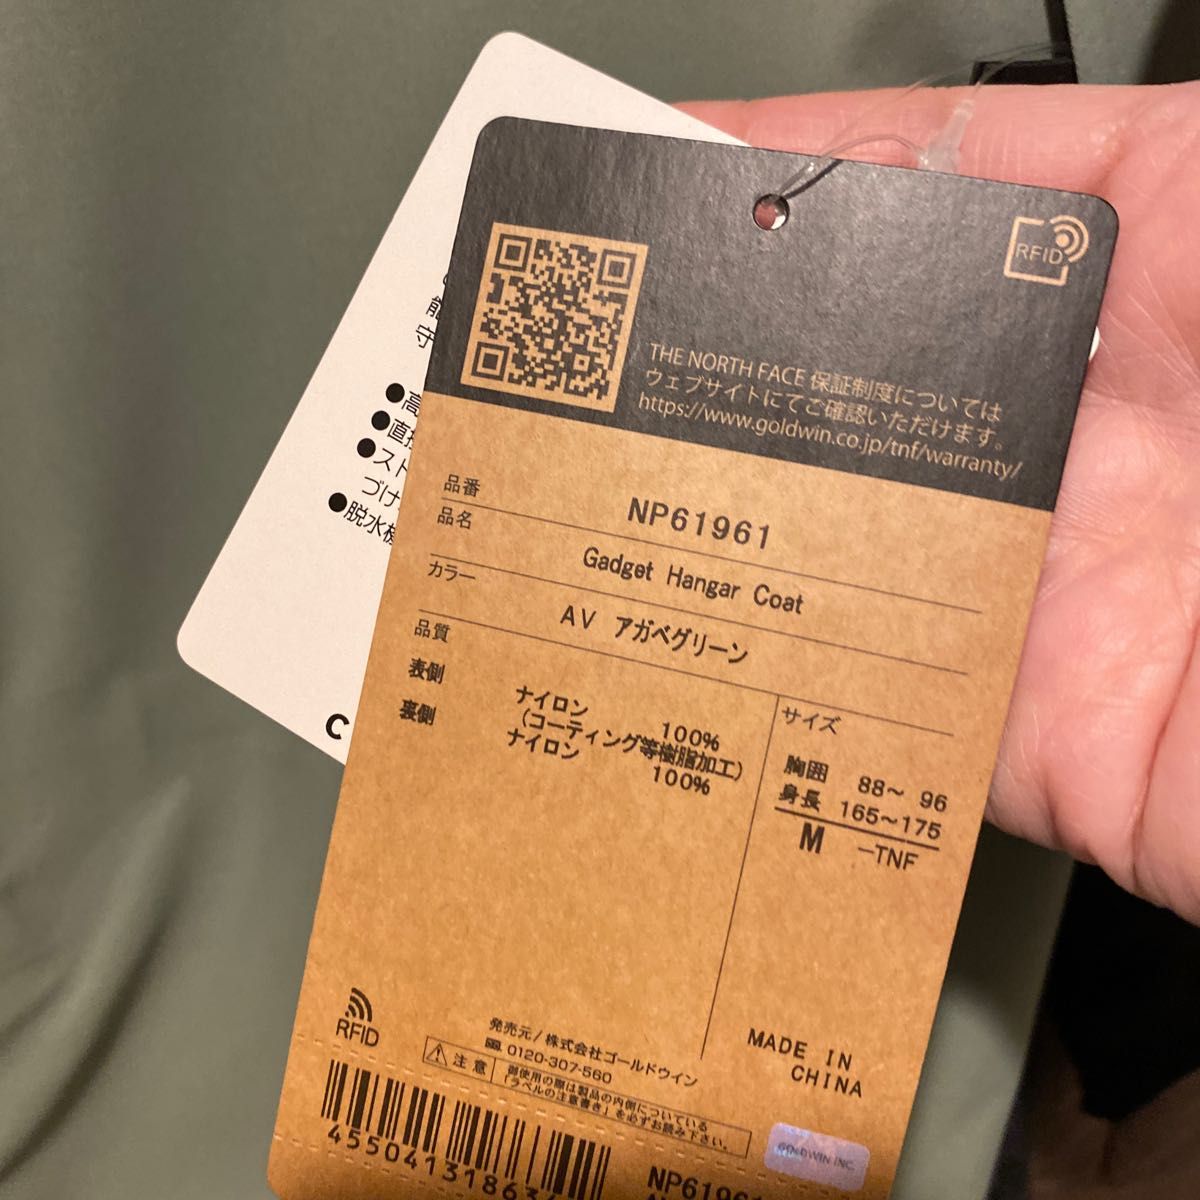 RFID
THE NORTH FACE 保証制度については
ウェブサイトにてご確認いただけます。
https://www.goldwin.co.jp/tnf/warranty/
品番 NP61961
品名 Gadget Hangar Coat
カラー AV アガベグリーン
品質
表側 ナイロン 100%
(コーティング等樹脂加工)
裏側 ナイロン 100%
サイズ
胸囲 88～ 96
身長 165～175
M －TNF
MADE IN
CHINA
RFID
発売元/株式会社ゴールドウイン
0120-307-560
注意
御使用の際は製品の内側についている
「ラベルの注意書き」を必ずお読み下さい。
GOLDWIN INC.
45504131863
NP61961
守
●高
●直接
●スト
づけ
●脱水機
C